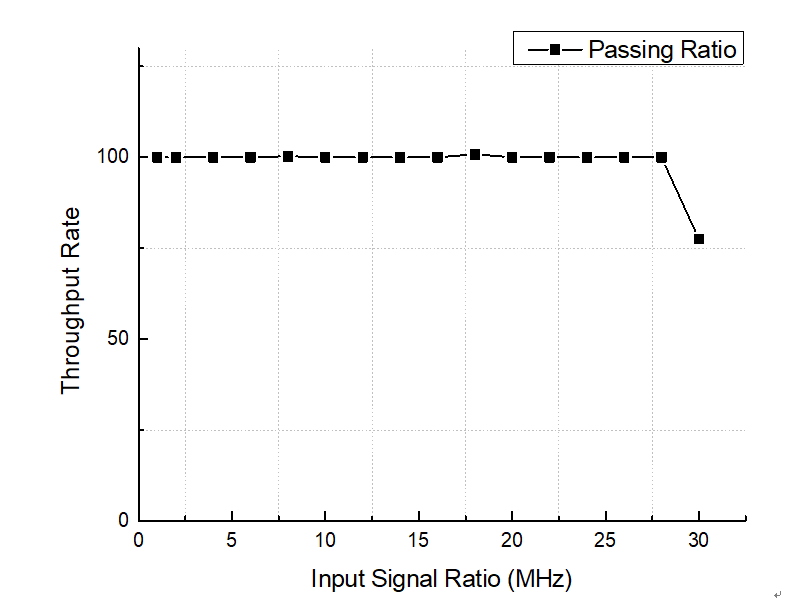 Passing Ratio
Throughput Rate
100
50
0
0 5 10 15 20 25 30
Input Signal Ratio (MHz)